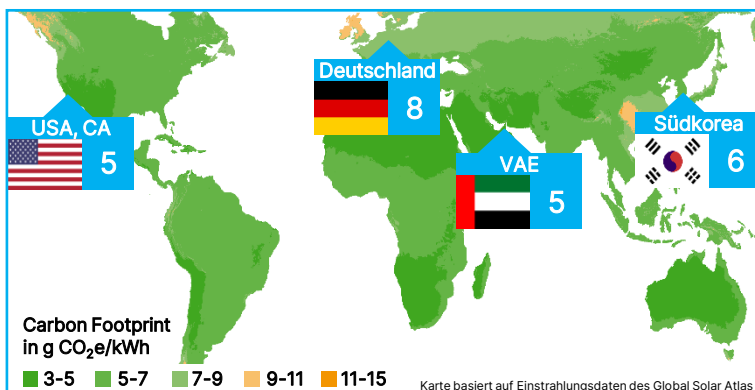 Deutschland
8
USA, CA
5
Südkorea
6
VAE
5
Carbon Footprint
in g CO₂e/kWh
3-5 5-7 7-9 9-11 11-15
Karte basiert auf Einstrahlungsdaten des Global Solar Atlas